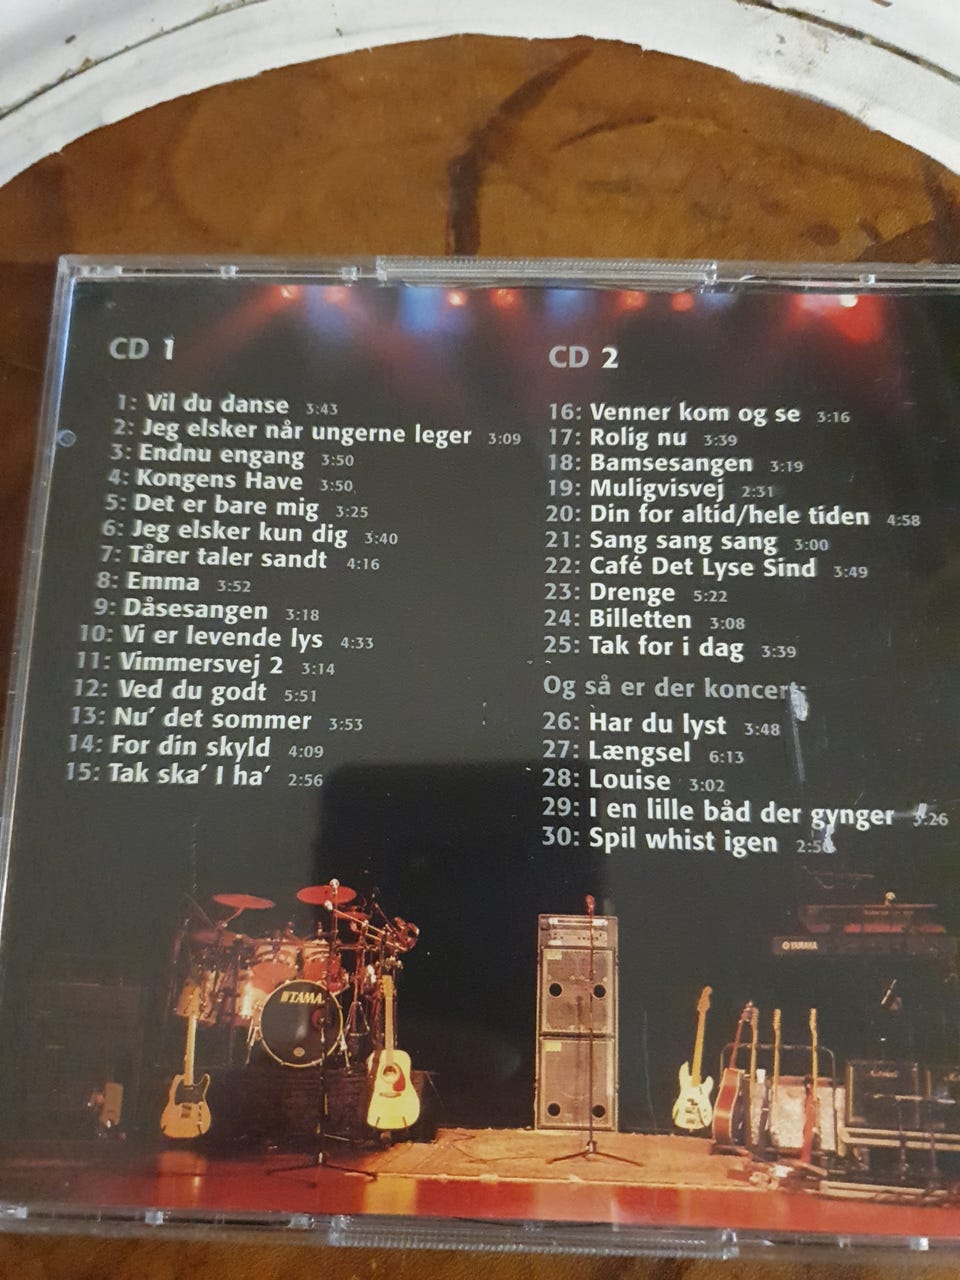 CD 1
1: Vil du danse 3:43
2: Jeg elsker når ungerne leger 3:09
3: Endnu engang 3:50
4: Kongens Have 3:50
5: Det er bare mig 3:25
6: Jeg elsker kun dig 3:40
7: Tårer taler sandt 4:16
8: Emma 3:52
9: Dåsesangen 3:18
10: Vi er levende lys 4:33
11: Vimmersvej 2 3:14
12: Ved du godt 5:51
13: Nu' det sommer 3:53
14: For din skyld 4:09
15: Tak ska' I ha' 2:56
CD 2
16: Venner kom og se 3:16
17: Rolig nu 3:39
18: Bamsesangen 3:19
19: Muligvisvej 2:31
20: Din for altid/hele tiden 4:58
21: Sang sang sang 3:00
22: Café Det Lyse Sind 3:49
23: Drenge 5:22
24: Billetten 3:08
25: Tak for i dag 3:39
Og så er der koncert:
26: Har du lyst 3:48
27: Længsel 6:13
28: Louise 3:02
29: I en lille båd der gynger 3:26
30: Spil whist igen
TAMA
YAMAHA